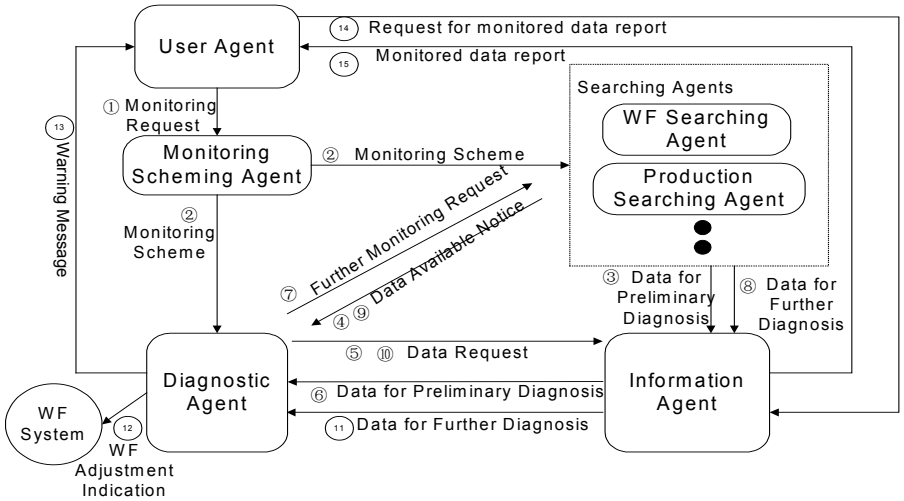 14 Request for monitored data report
User Agent
15 Monitored data report
Searching Agents
① Monitoring
Request
WF Searching
Agent
13 Warning Message
Monitoring
Scheming Agent
② Monitoring Scheme
Production
Searching Agent
②
Monitoring
Scheme
⑦ Further Monitoring Request
④ ⑨ Data Available Notice
③ Data for
Preliminary
Diagnosis
⑧ Data for
Further
Diagnosis
⑤ ⑩ Data Request
Diagnostic
Agent
⑥ Data for Preliminary Diagnosis
Information
Agent
11 Data for Further Diagnosis
WF
System
12 WF
Adjustment
Indication